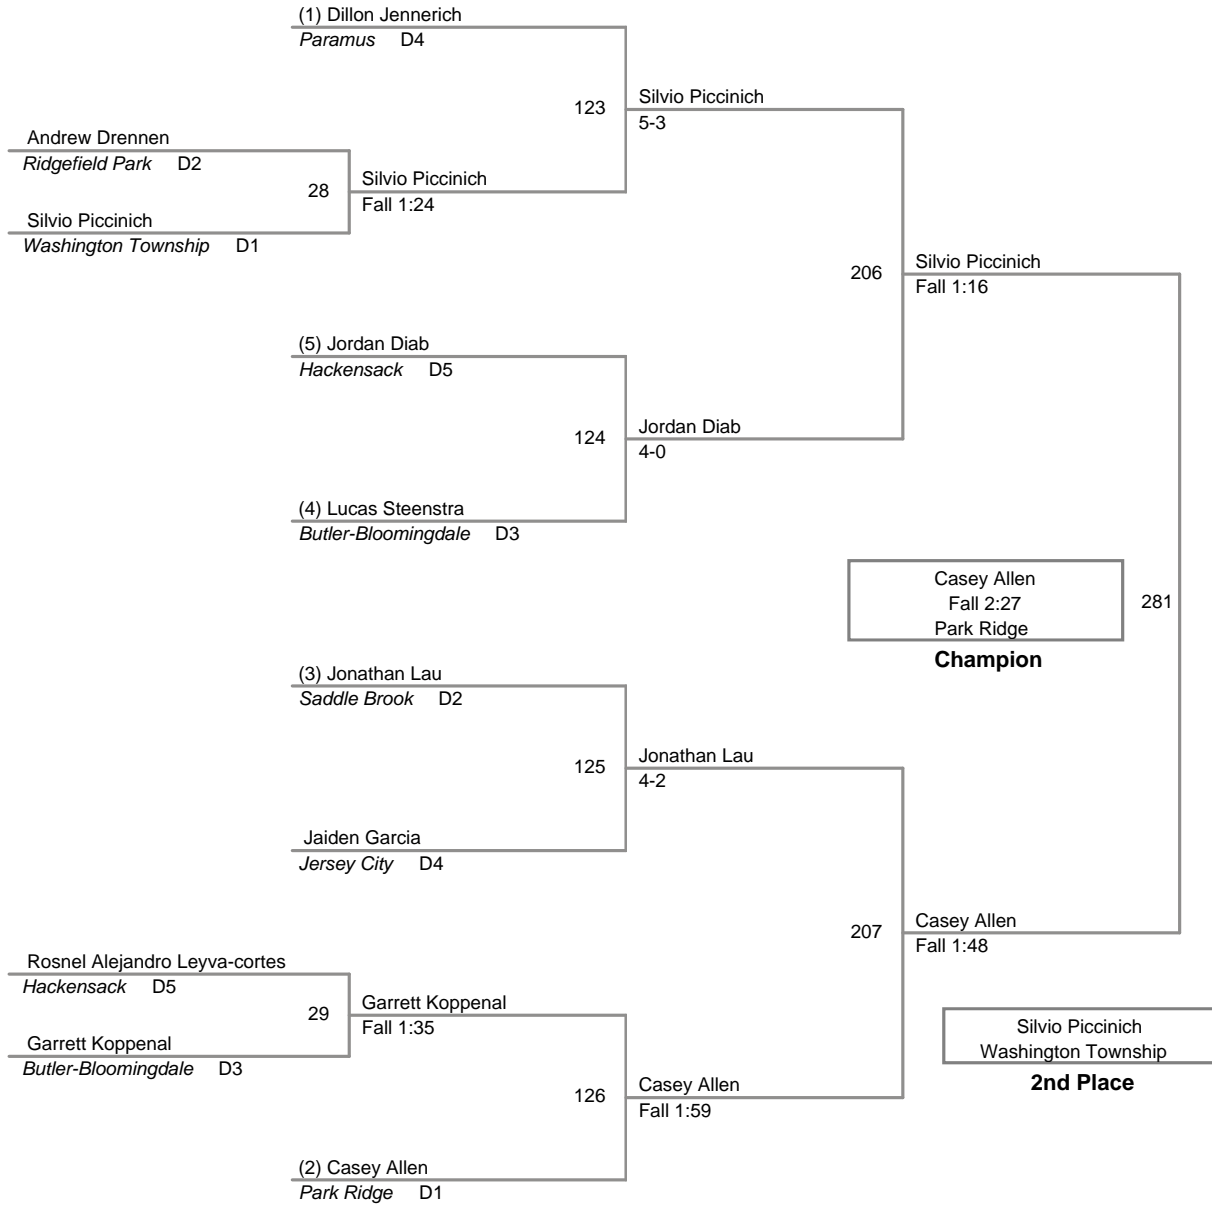 (1) Dillon Jennerich
Paramus D4
123
Silvio Piccinich
5-3
Andrew Drennen
Ridgefield Park D2
28
Silvio Piccinich
Fall 1:24
Silvio Piccinich
Washington Township D1
206
Silvio Piccinich
Fall 1:16
(5) Jordan Diab
Hackensack D5
124
Jordan Diab
4-0
(4) Lucas Steenstra
Butler-Bloomingdale D3
Casey Allen
Fall 2:27
Park Ridge
Champion
281
(3) Jonathan Lau
Saddle Brook D2
125
Jonathan Lau
4-2
Jaiden Garcia
Jersey City D4
207
Casey Allen
Fall 1:48
Rosnel Alejandro Leyva-cortes
Hackensack D5
29
Garrett Koppenal
Fall 1:35
Garrett Koppenal
Butler-Bloomingdale D3
126
Casey Allen
Fall 1:59
(2) Casey Allen
Park Ridge D1
Silvio Piccinich
Washington Township
2nd Place